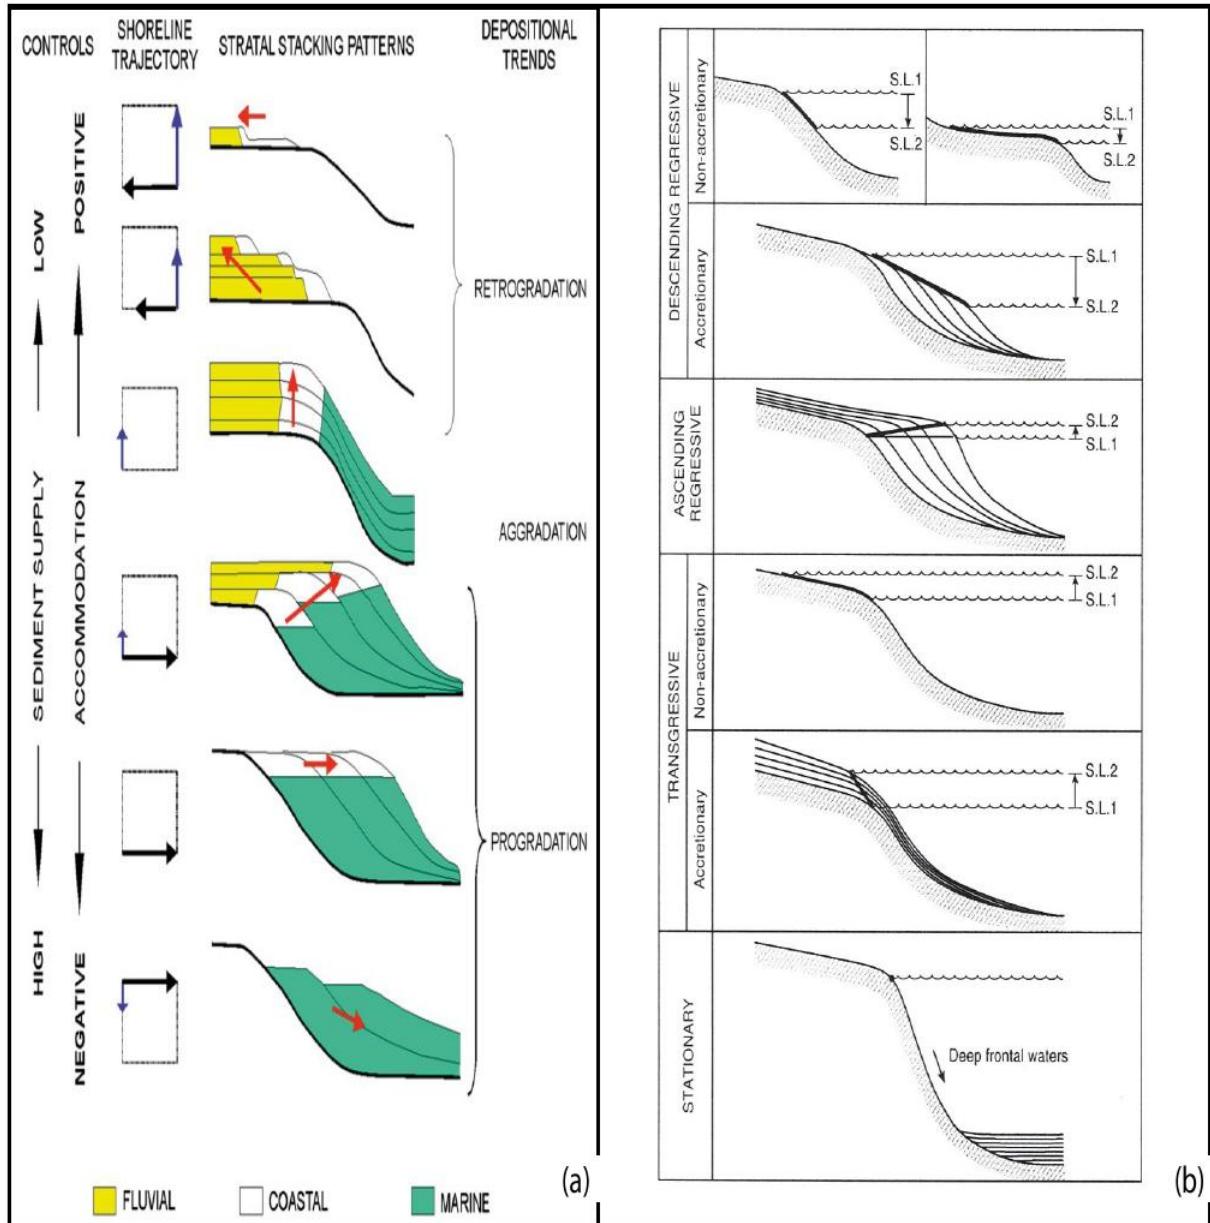 CONTROLS
SHORELINE
TRAJECTORY
STRATAL STACKING PATTERNS
DEPOSITIONAL
TRENDS
POSITIVE
LOW
SEDIMENT SUPPLY
ACCOMMODATION
HIGH
NEGATIVE
RETROGRADATION
AGGRADATION
PROGRADATION
FLUVIAL
COASTAL
MARINE
(a)
DESCENDING REGRESSIVE
Non-accretionary
S.L.1
S.L.2
S.L.1
S.L.2
Accretionary
S.L.1
S.L.2
ASCENDING
REGRESSIVE
S.L.2
S.L.1
TRANSGRESSIVE
Non-accretionary
S.L.2
S.L.1
Accretionary
S.L.2
S.L.1
STATIONARY
Deep frontal waters
(b)